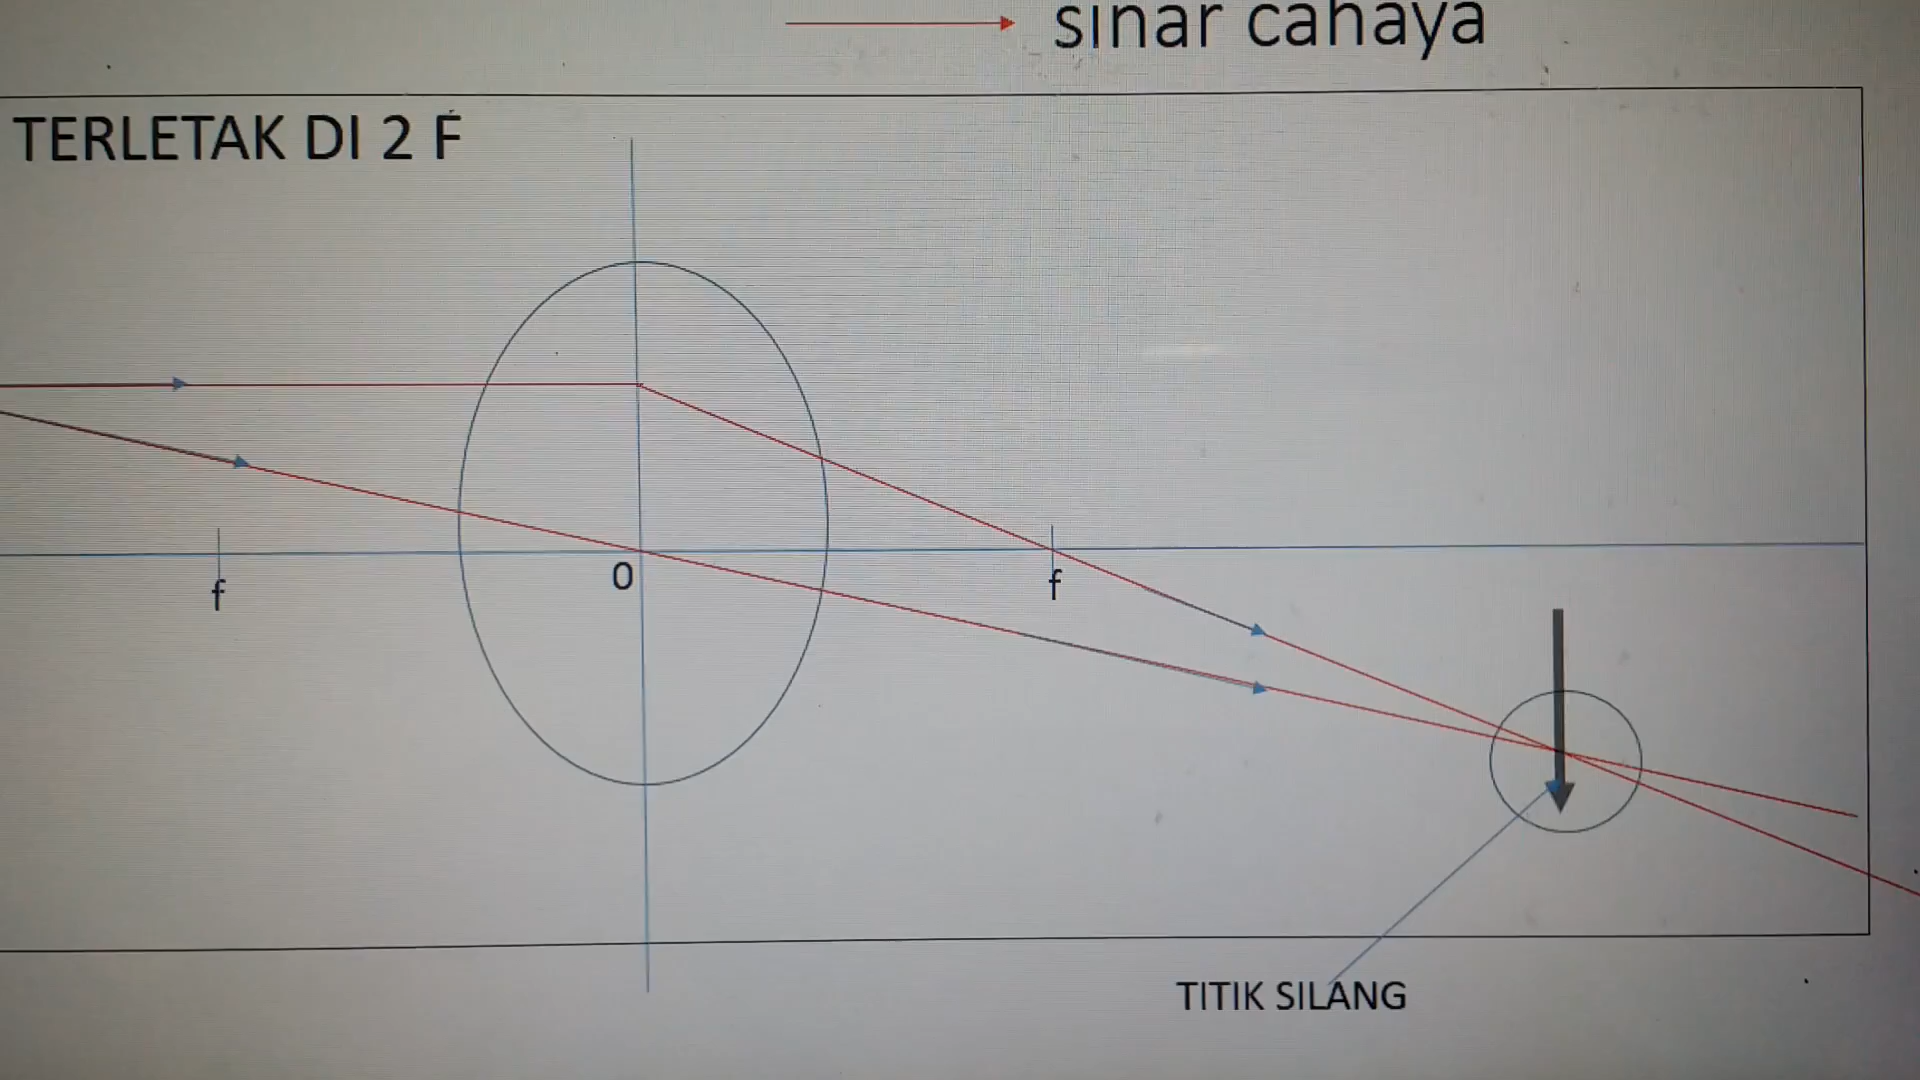 sinar cahaya
TERLETAK DI 2 F
f
0
f
TITIK SILANG